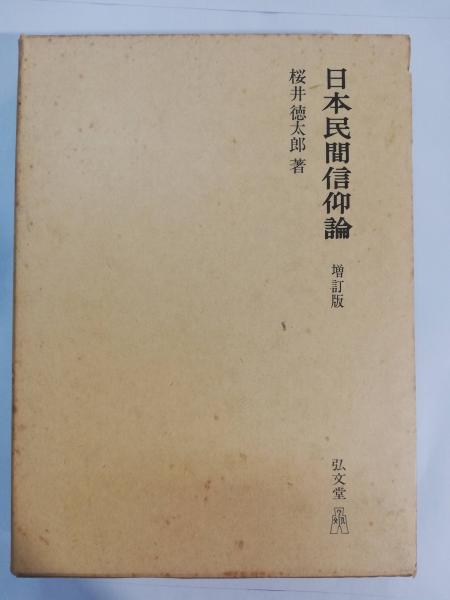 日本民間信仰論 増訂版
桜井徳太郎 著
弘文堂